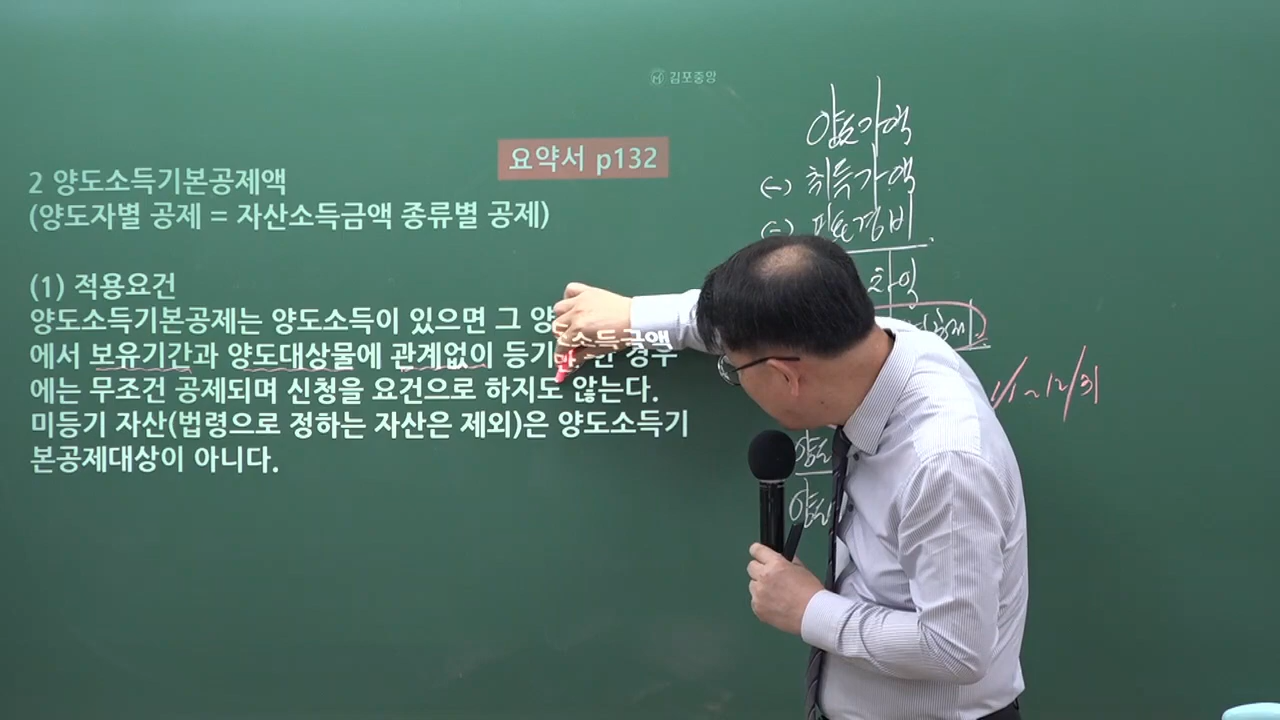 김포중앙
요약서 p132
2 양도소득기본공제액
(양도자별 공제 = 자산소득금액 종류별 공제)
(1) 적용요건
양도소득기본공제는 양도소득이 있으면 그 양도소득금액
에서 보유기간과 양도대상물에 관계없이 등기만 한 경우
에는 무조건 공제되며 신청을 요건으로 하지도 않는다.
미등기 자산(법령으로 정하는 자산은 제외)은 양도소득기
본공제대상이 아니다.
양도가액
(-) 취득가액
(-) 필요경비
차익
1/1~12/31
양도